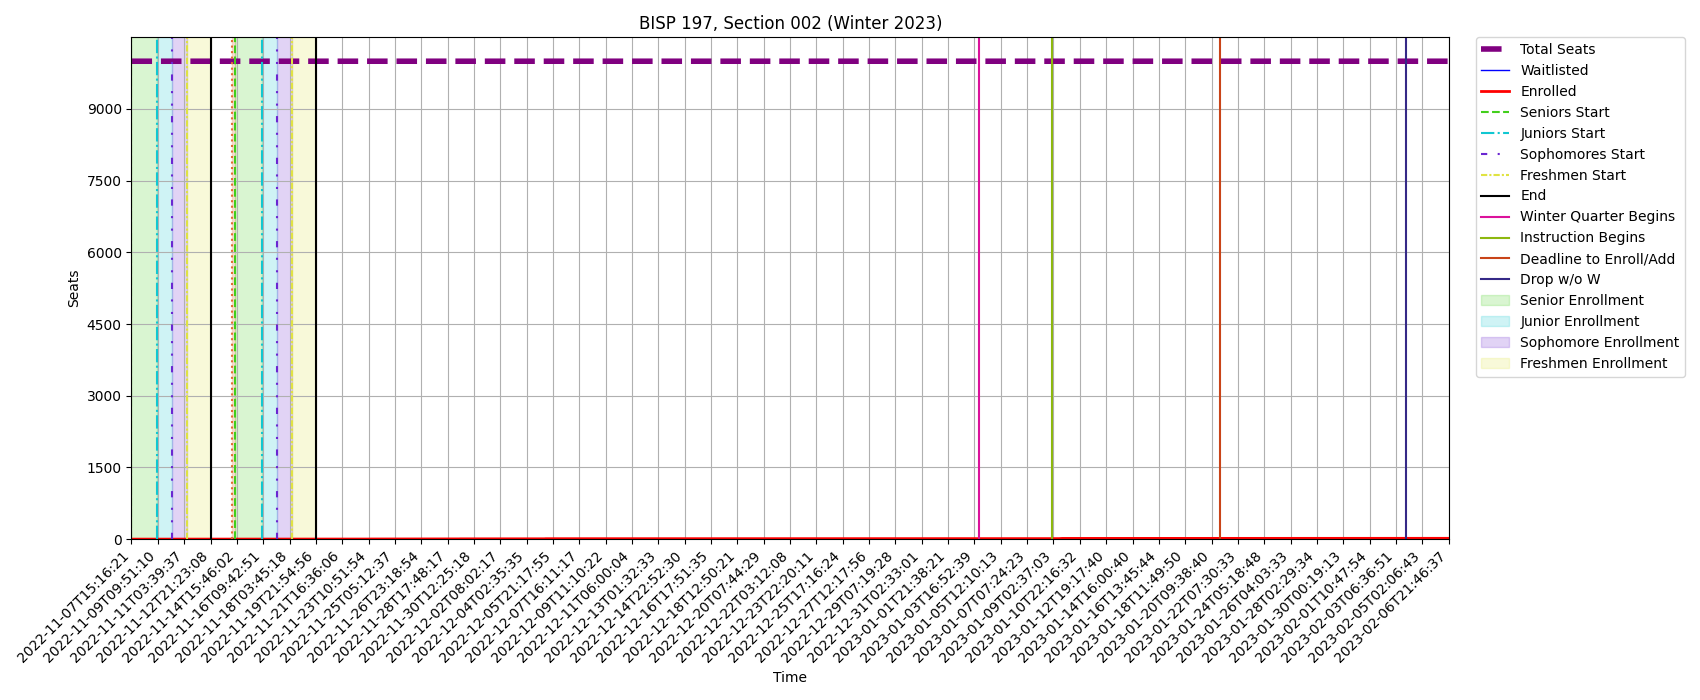 BISP 197, Section 002 (Winter 2023)
Seats
9000
7500
6000
4500
3000
1500
0
2022-11-07T15:16:21
2022-11-09T09:51:10
2022-11-11T03:39:37
2022-11-12T21:23:08
2022-11-14T15:46:02
2022-11-16T09:42:51
2022-11-18T03:45:18
2022-11-19T21:54:56
2022-11-21T16:36:06
2022-11-23T10:51:54
2022-11-25T05:12:37
2022-11-26T23:18:54
2022-11-28T17:48:17
2022-11-30T12:25:18
2022-12-02T08:02:17
2022-12-04T02:35:35
2022-12-05T21:17:55
2022-12-07T16:11:17
2022-12-09T11:10:22
2022-12-11T06:00:04
2022-12-13T01:32:33
2022-12-14T22:52:30
2022-12-16T17:51:35
2022-12-18T12:50:21
2022-12-20T07:44:29
2022-12-22T03:12:08
2022-12-23T22:20:11
2022-12-25T17:16:24
2022-12-27T12:17:56
2022-12-29T07:19:28
2022-12-31T02:33:01
2023-01-01T21:38:21
2023-01-03T16:52:39
2023-01-05T12:10:13
2023-01-07T07:24:23
2023-01-09T02:37:03
2023-01-10T22:16:32
2023-01-12T19:17:40
2023-01-14T16:00:40
2023-01-16T13:45:44
2023-01-18T11:49:50
2023-01-20T09:38:40
2023-01-22T07:30:33
2023-01-24T05:18:48
2023-01-26T04:03:33
2023-01-28T02:29:34
2023-01-30T00:19:13
2023-02-01T10:47:54
2023-02-03T06:36:51
2023-02-05T02:06:43
2023-02-06T21:46:37
Time
Total Seats
Waitlisted
Enrolled
Seniors Start
Juniors Start
Sophomores Start
Freshmen Start
End
Winter Quarter Begins
Instruction Begins
Deadline to Enroll/Add
Drop w/o W
Senior Enrollment
Junior Enrollment
Sophomore Enrollment
Freshmen Enrollment